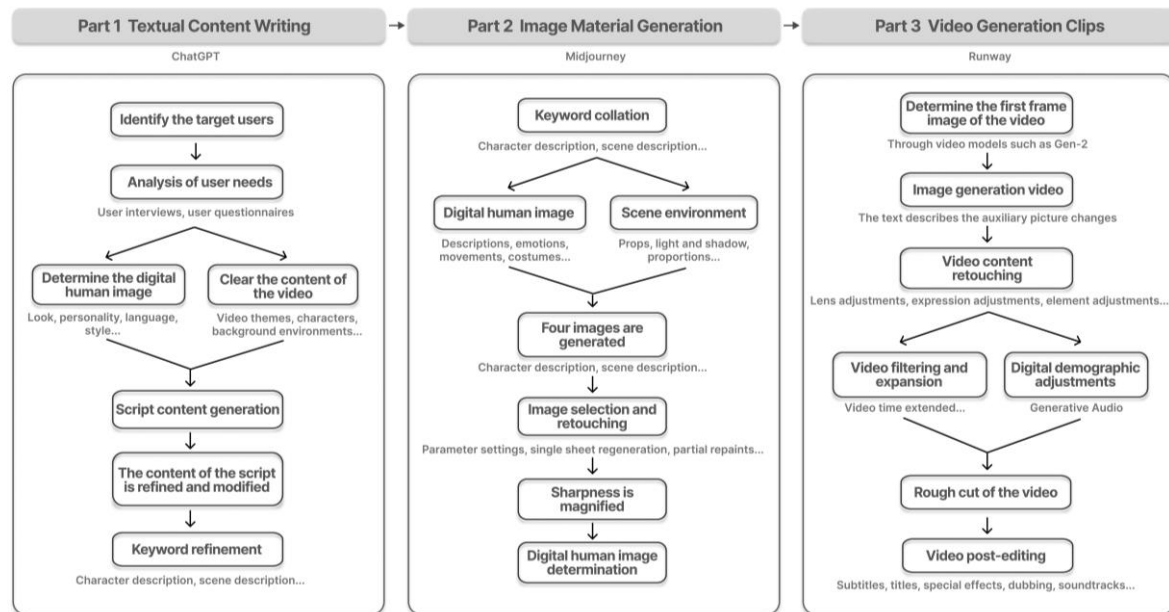 Part 1 Textual Content Writing
ChatGPT
Identify the target users
Analysis of user needs
User interviews, user questionnaires
Determine the digital
human image
Look, personality, language,
style...
Clear the content of
the video
Video themes, characters,
background environments...
Script content generation
The content of the script
is refined and modified
Keyword refinement
Character description, scene description...
Part 2 Image Material Generation
Midjourney
Keyword collation
Character description, scene description...
Digital human image
Descriptions, emotions,
movements, costumes...
Scene environment
Props, light and shadow,
proportions...
Four images are
generated
Character description, scene description...
Image selection and
retouching
Parameter settings, single sheet regeneration, partial repaints...
Sharpness is
magnified
Digital human image
determination
Part 3 Video Generation Clips
Runway
Determine the first frame
image of the video
Through video models such as Gen-2
Image generation video
The text describes the auxiliary picture changes
Video content
retouching
Lens adjustments, expression adjustments, element adjustments...
Video filtering and
expansion
Video time extended...
Digital demographic
adjustments
Generative Audio
Rough cut of the video
Video post-editing
Subtitles, titles, special effects, dubbing, soundtracks...